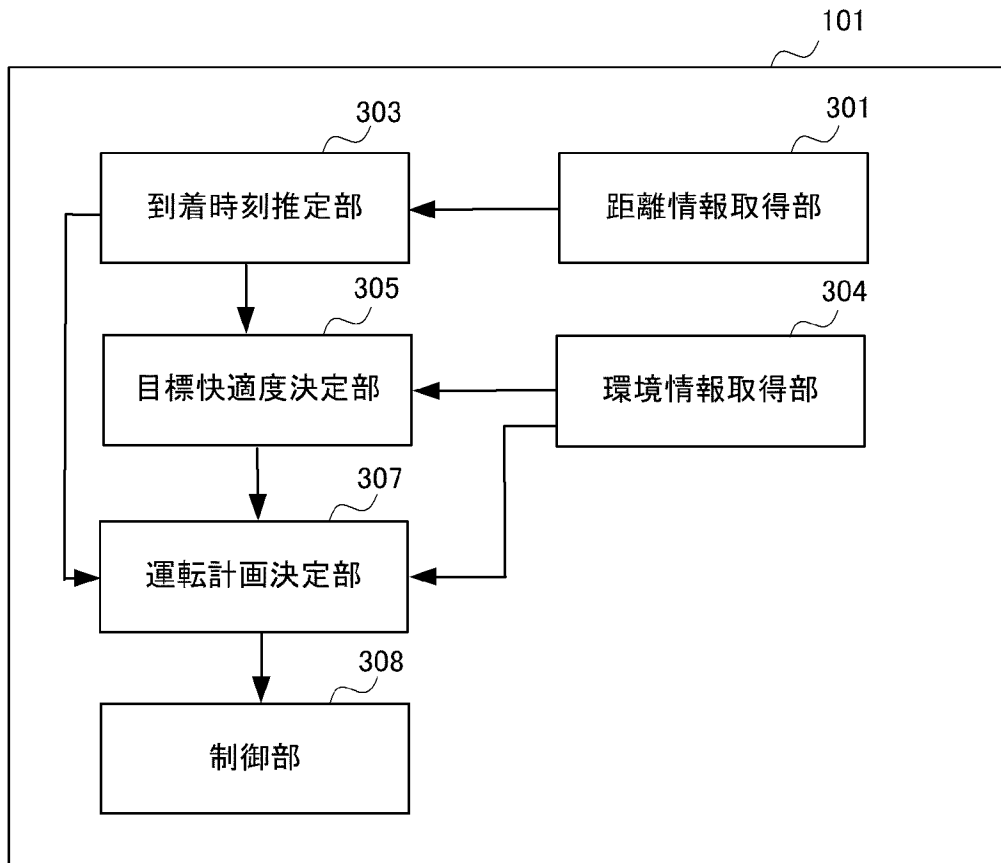 101
303
301
到着時刻推定部
距離情報取得部
305
304
目標快適度決定部
環境情報取得部
307
運転計画決定部
308
制御部